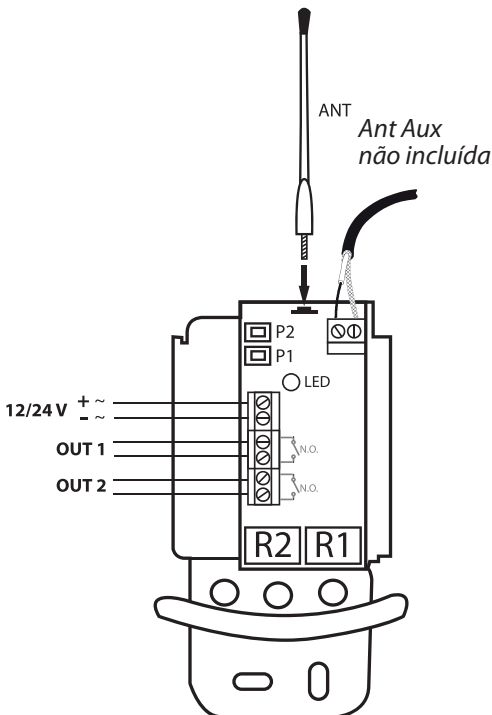 ANT
Ant Aux
não incluída
P2
P1
LED
12/24 V + ~
- ~
OUT 1
N.O.
OUT 2
N.O.
R2 R1